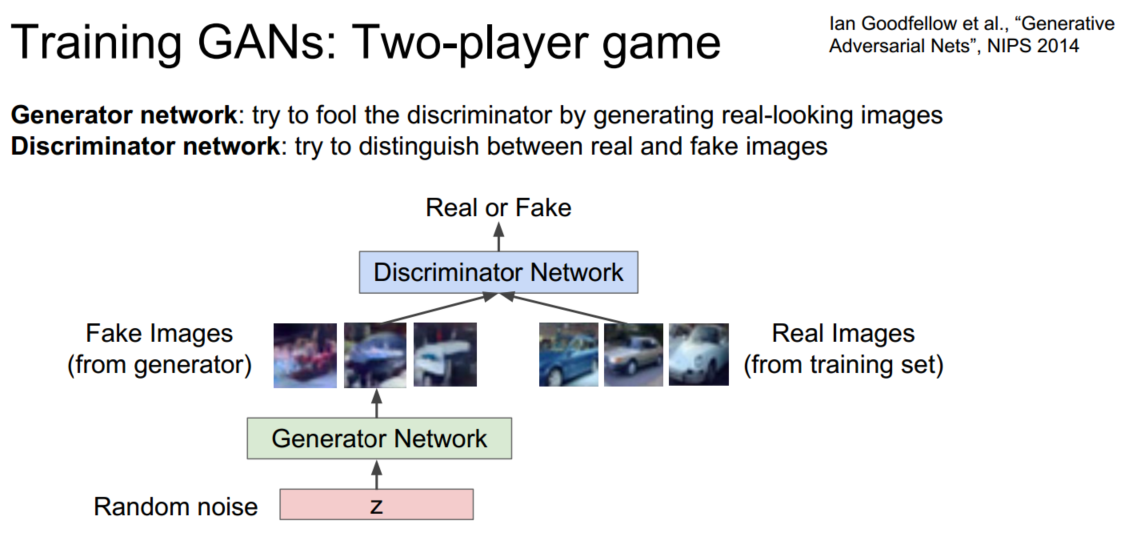 Training GANs: Two-player game
Ian Goodfellow et al., “Generative
Adversarial Nets”, NIPS 2014
Generator network: try to fool the discriminator by generating real-looking images
Discriminator network: try to distinguish between real and fake images
Real or Fake
Discriminator Network
Fake Images
(from generator)
Real Images
(from training set)
Generator Network
Random noise
z